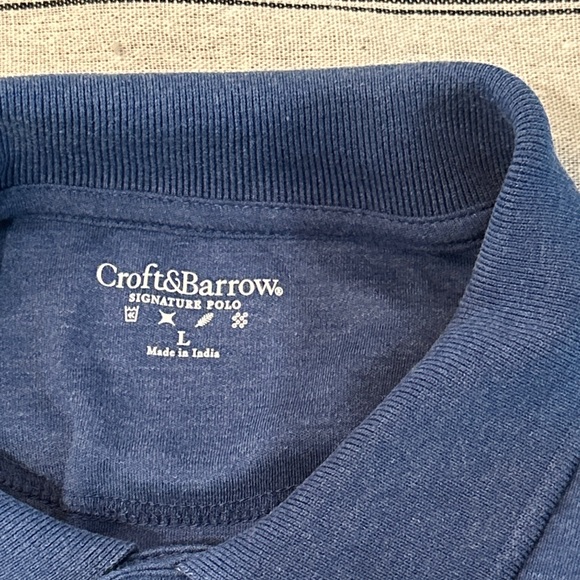 Croft&Barrow®
SIGNATURE POLO
L
Made in India